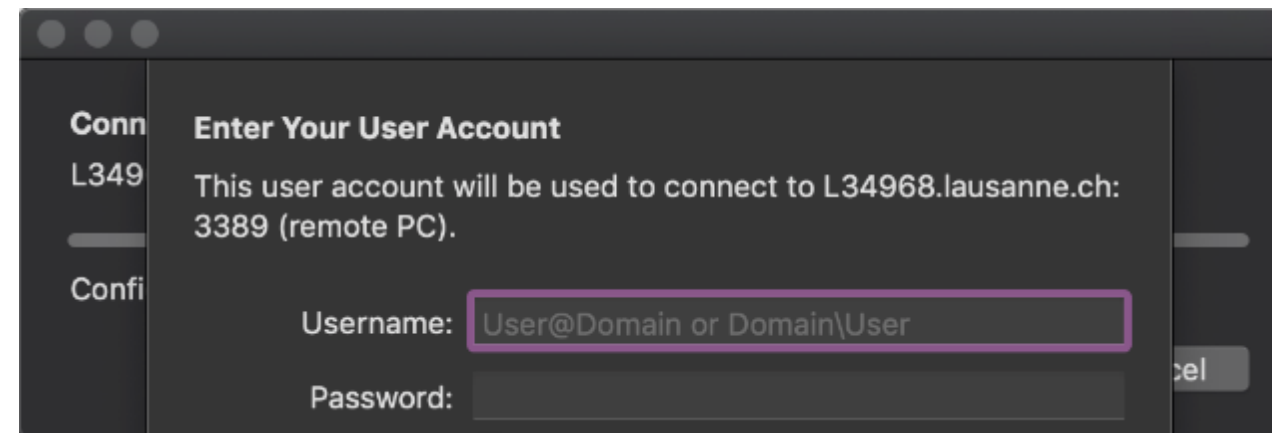 Conn
L349
Confi
Enter Your User Account
This user account will be used to connect to L34968.lausanne.ch:
3389 (remote PC).
Username: User@Domain or Domain\User
Password:
cel